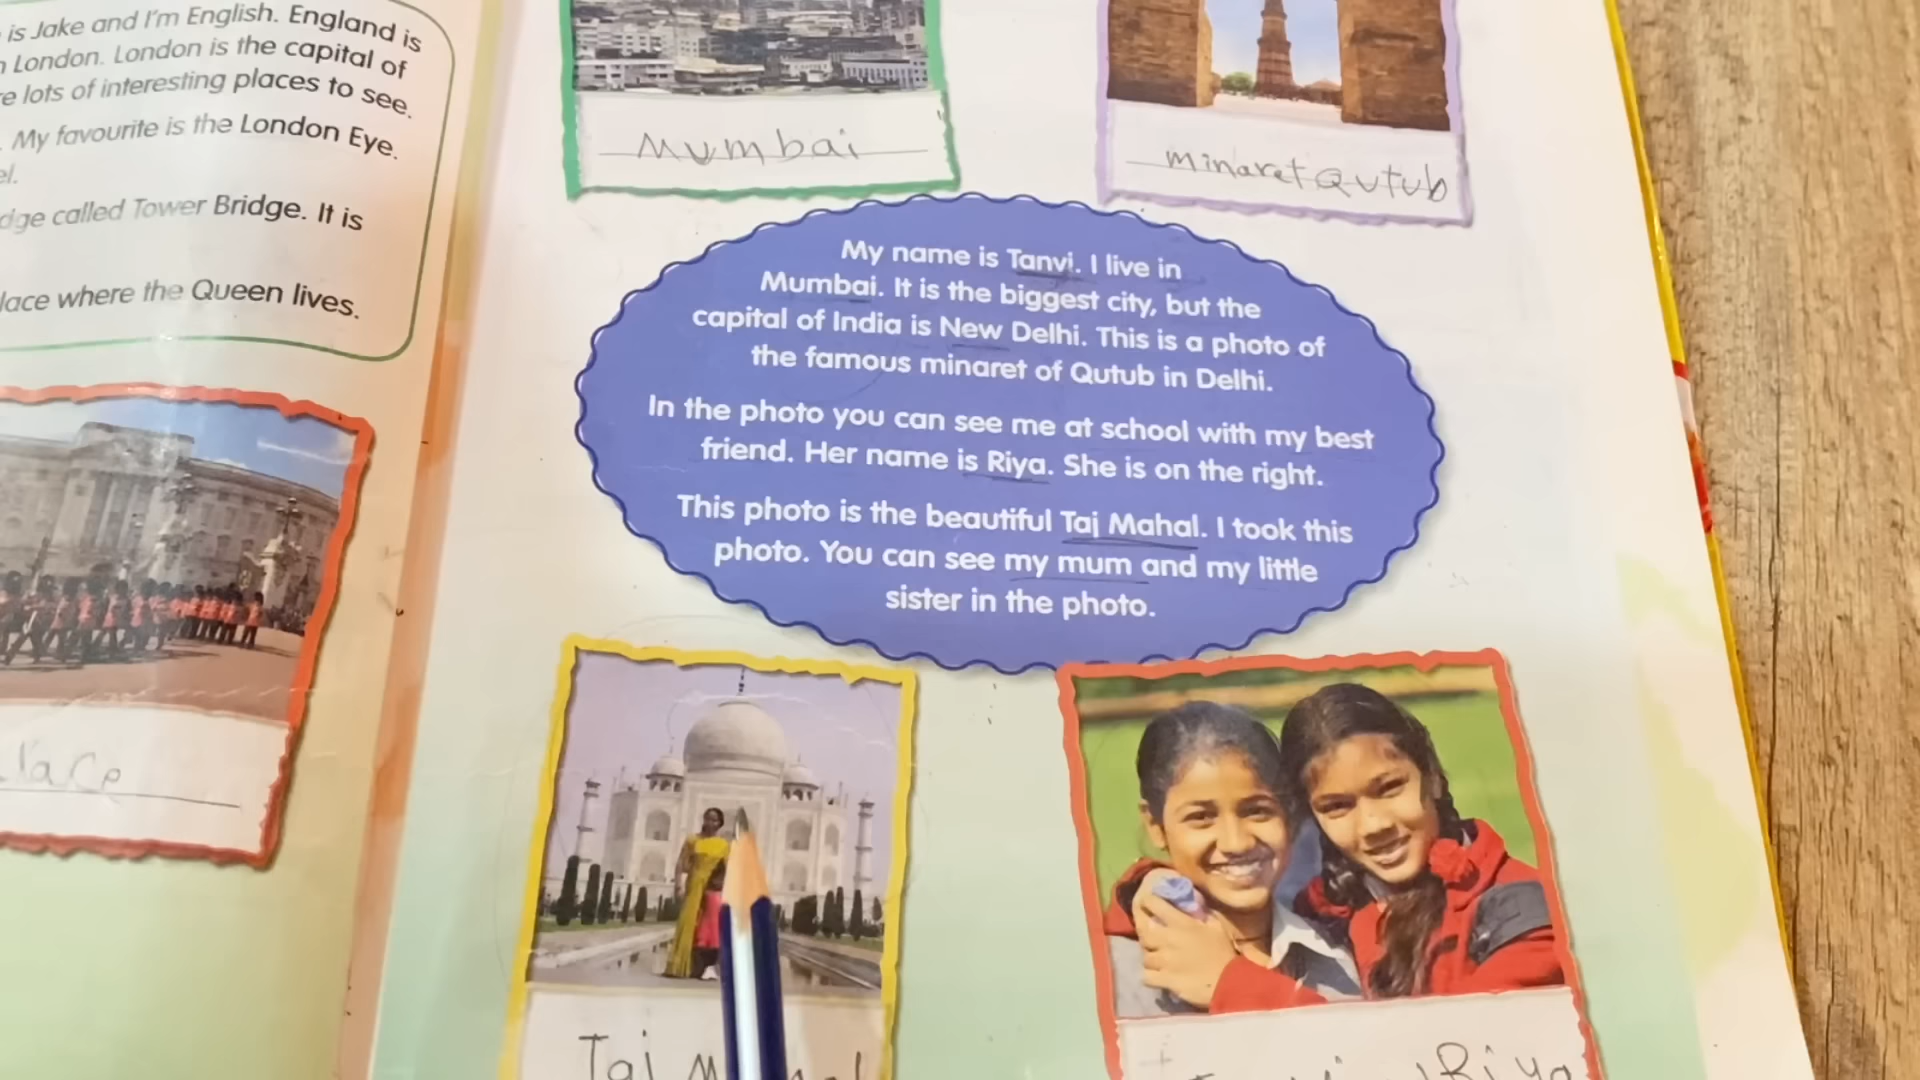 is Jake and I'm English. England is
London. London is the capital of
lots of interesting places to see.
My favourite is the London Eye.
called Tower Bridge. It is
where the Queen lives.
Mumbai
minaret Qutub
My name is Tanvi. I live in
Mumbai. It is the biggest city, but the
capital of India is New Delhi. This is a photo of
the famous minaret of Qutub in Delhi.
In the photo you can see me at school with my best
friend. Her name is Riya. She is on the right.
This photo is the beautiful Taj Mahal. I took this
photo. You can see my mum and my little
sister in the photo.
Taj
Riya